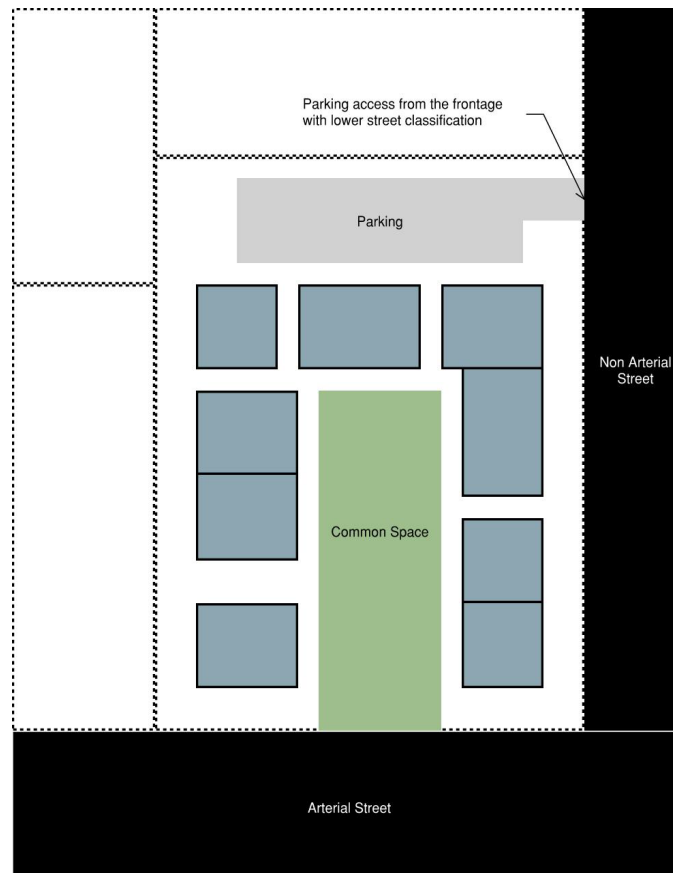 Parking access from the frontage
with lower street classification
Parking
Non Arterial
Street
Common Space
Arterial Street